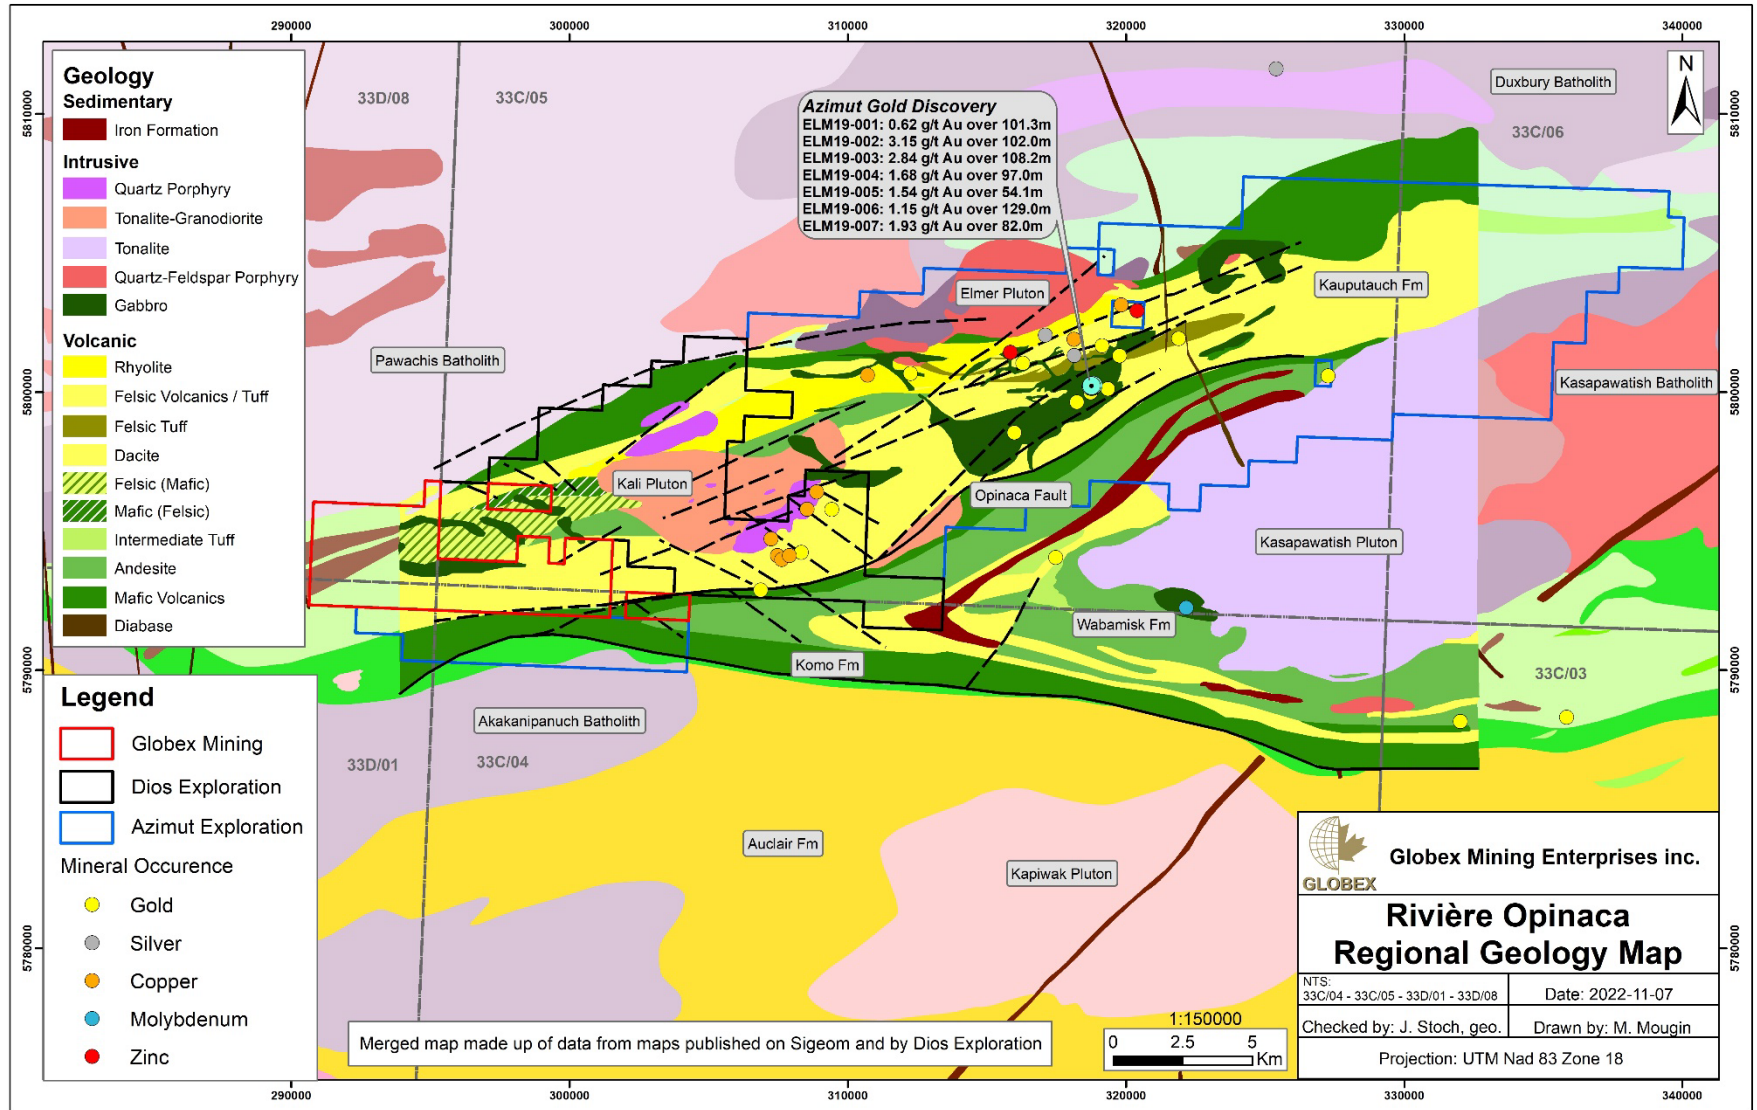 290000
300000
310000
320000
330000
340000
5810000
5800000
5790000
5780000
5810000
5800000
5790000
5780000
290000
300000
310000
320000
330000
340000
Geology
Sedimentary
Iron Formation
Intrusive
Quartz Porphyry
Tonalite-Granodiorite
Tonalite
Quartz-Feldspar Porphyry
Gabbro
Volcanic
Rhyolite
Felsic Volcanics / Tuff
Felsic Tuff
Dacite
Felsic (Mafic)
Mafic (Felsic)
Intermediate Tuff
Andesite
Mafic Volcanics
Diabase
Legend
Globex Mining
Dios Exploration
Azimut Exploration
Mineral Occurence
Gold
Silver
Copper
Molybdenum
Zinc
33D/08
33C/05
33C/06
33C/03
33D/01
33C/04
Azimut Gold Discovery
ELM19-001: 0.62 g/t Au over 101.3m
ELM19-002: 3.15 g/t Au over 102.0m
ELM19-003: 2.84 g/t Au over 108.2m
ELM19-004: 1.68 g/t Au over 97.0m
ELM19-005: 1.54 g/t Au over 54.1m
ELM19-006: 1.15 g/t Au over 129.0m
ELM19-007: 1.93 g/t Au over 82.0m
N
Duxbury Batholith
Elmer Pluton
Kauputauch Fm
Pawachis Batholith
Kasapawatish Batholith
Kali Pluton
Opinaca Fault
Kasapawatish Pluton
Wabamisk Fm
Komo Fm
Akakanipanuch Batholith
Auclair Fm
Kapiwak Pluton
Merged map made up of data from maps published on Sigeom and by Dios Exploration
1:150000
0 2.5 5
Km
GLOBEX
Globex Mining Enterprises inc.
Rivière Opinaca
Regional Geology Map
NTS:
33C/04 - 33C/05 - 33D/01 - 33D/08
Date: 2022-11-07
Checked by: J. Stoch, geo.
Drawn by: M. Mougin
Projection: UTM Nad 83 Zone 18